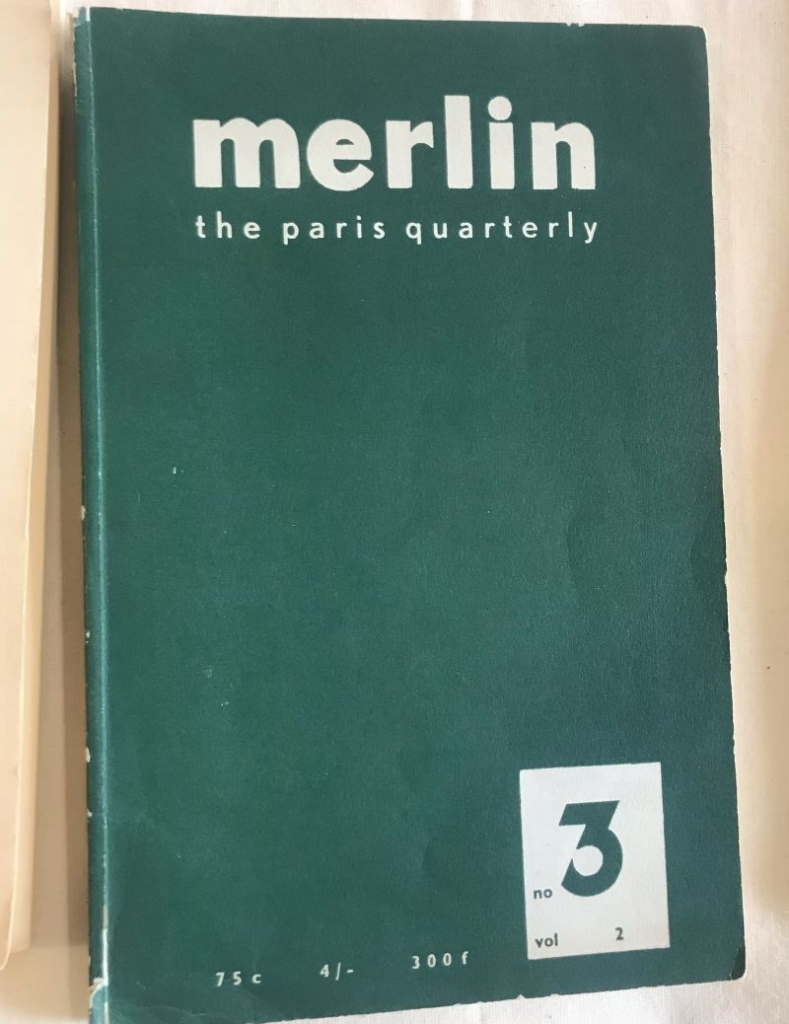 merlin
the paris quarterly
no 3
vol 2
75c 4/- 300f